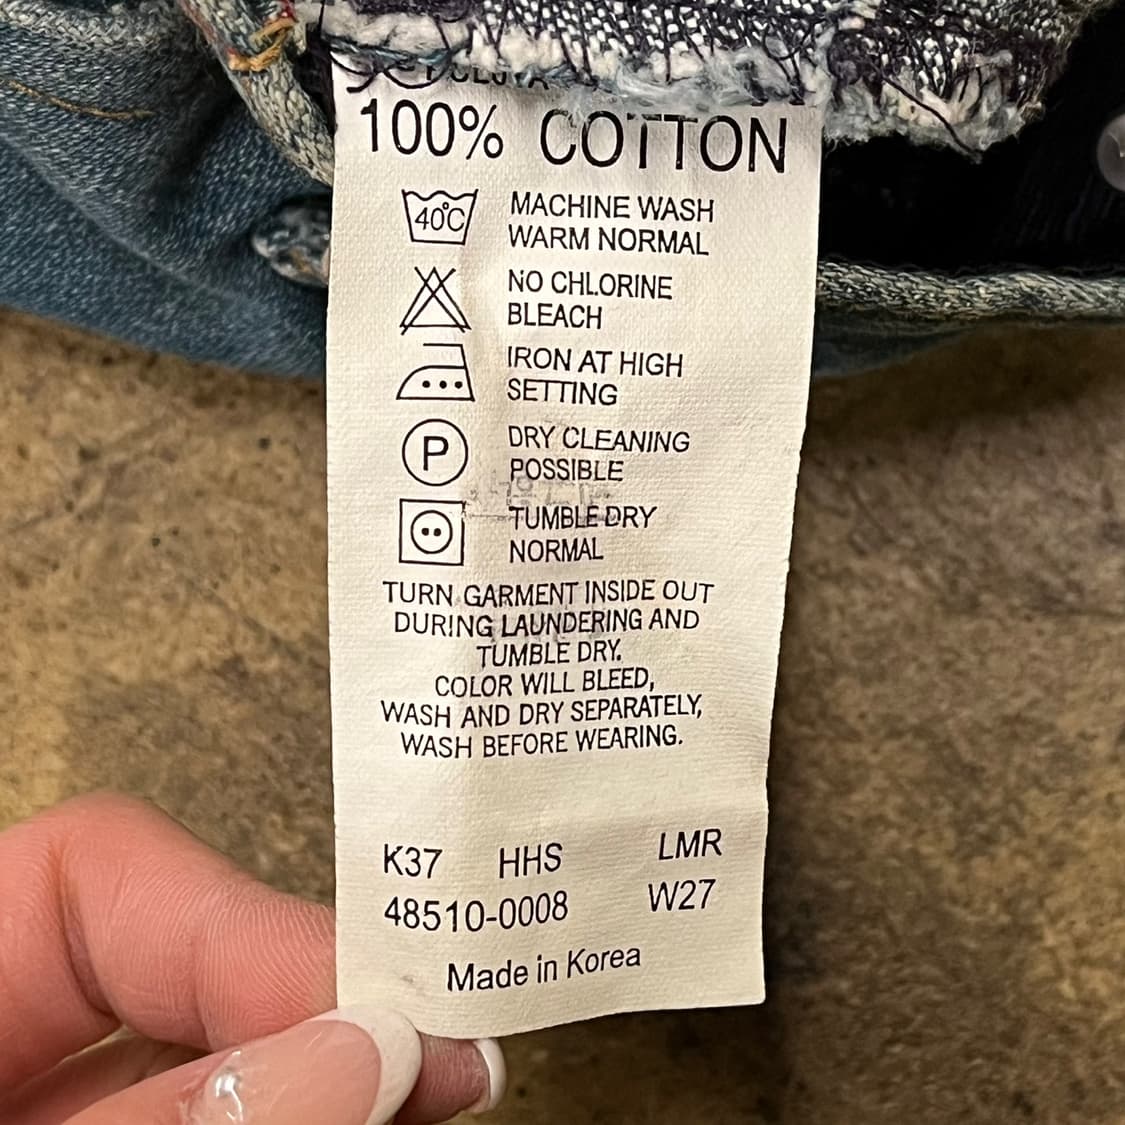 100% COTTON
40°C
MACHINE WASH
WARM NORMAL
NO CHLORINE
BLEACH
IRON AT HIGH
SETTING
P
DRY CLEANING
POSSIBLE
TUMBLE DRY
NORMAL
TURN GARMENT INSIDE OUT
DURING LAUNDERING AND
TUMBLE DRY.
COLOR WILL BLEED,
WASH AND DRY SEPARATELY,
WASH BEFORE WEARING.
K37 HHS LMR
48510-0008 W27
Made in Korea